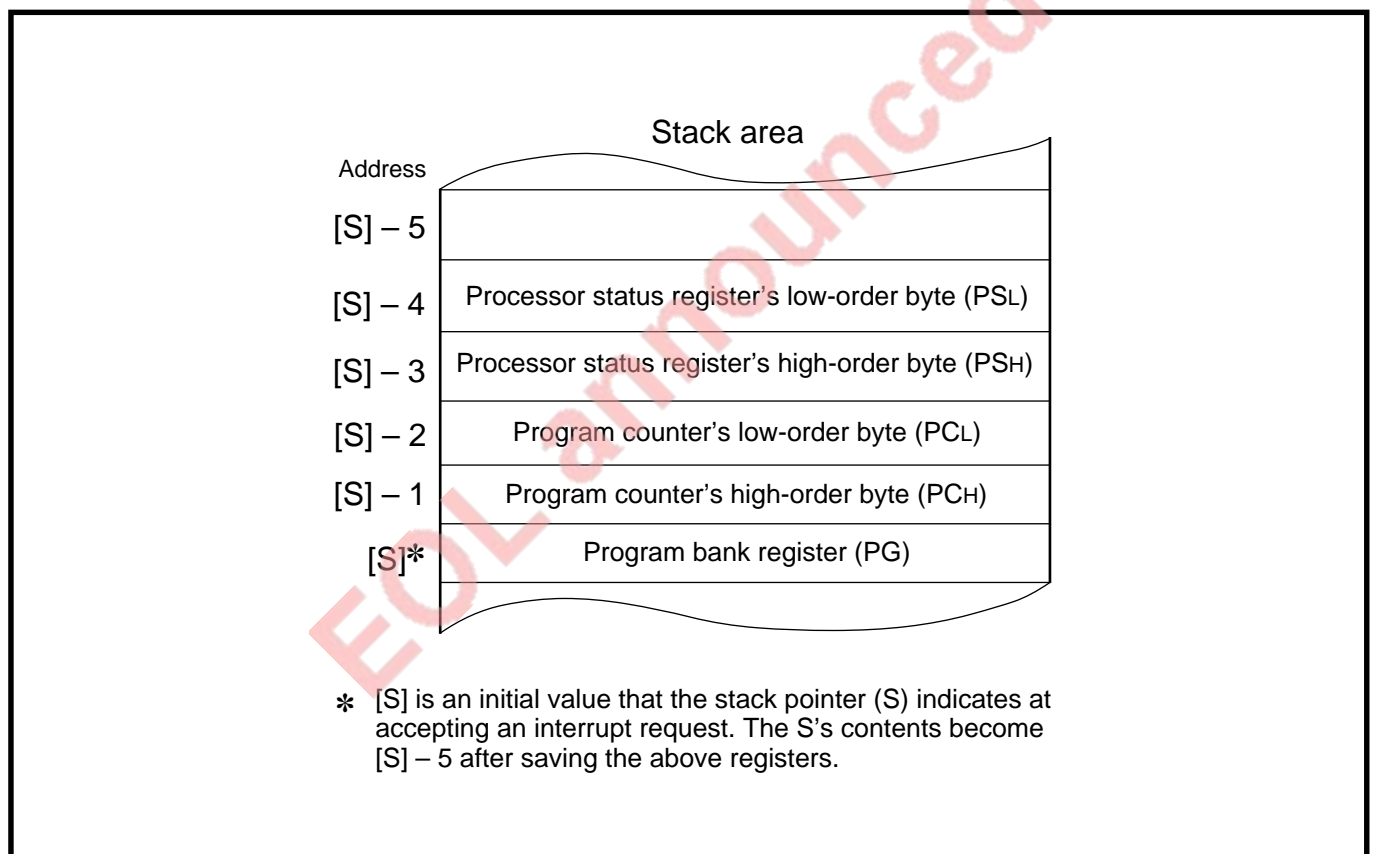 Stack area
Address
[S] – 5
[S] – 4 Processor status register’s low-order byte (PSL)
[S] – 3 Processor status register’s high-order byte (PSH)
[S] – 2 Program counter’s low-order byte (PCL)
[S] – 1 Program counter’s high-order byte (PCH)
[S]* Program bank register (PG)
* [S] is an initial value that the stack pointer (S) indicates at
accepting an interrupt request. The S’s contents become
[S] – 5 after saving the above registers.
EOL announced